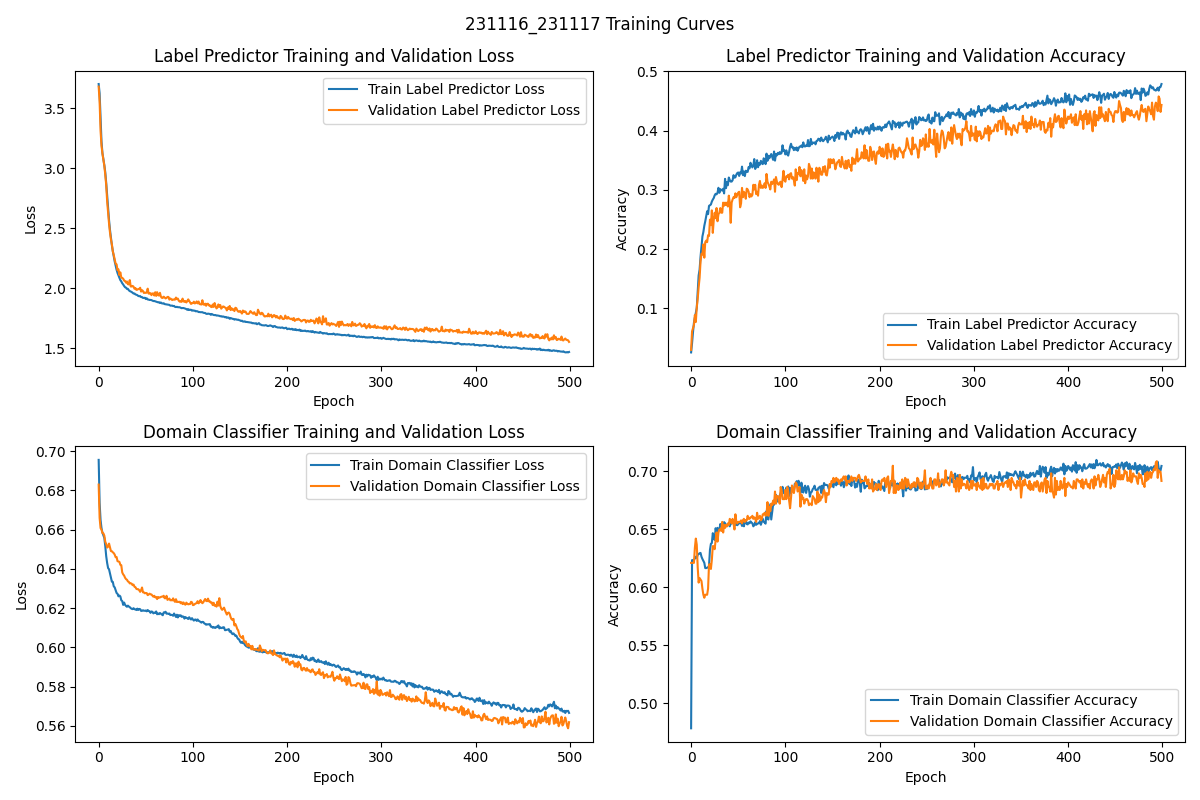 231116_231117 Training Curves
Label Predictor Training and Validation Loss
Loss
3.5
3.0
2.5
2.0
1.5
Train Label Predictor Loss
Validation Label Predictor Loss
0 100 200 300 400 500
Epoch
Label Predictor Training and Validation Accuracy
Accuracy
0.5
0.4
0.3
0.2
0.1
Train Label Predictor Accuracy
Validation Label Predictor Accuracy
0 100 200 300 400 500
Epoch
Domain Classifier Training and Validation Loss
Loss
0.70
0.68
0.66
0.64
0.62
0.60
0.58
0.56
Train Domain Classifier Loss
Validation Domain Classifier Loss
0 100 200 300 400 500
Epoch
Domain Classifier Training and Validation Accuracy
Accuracy
0.70
0.65
0.60
0.55
0.50
Train Domain Classifier Accuracy
Validation Domain Classifier Accuracy
0 100 200 300 400 500
Epoch